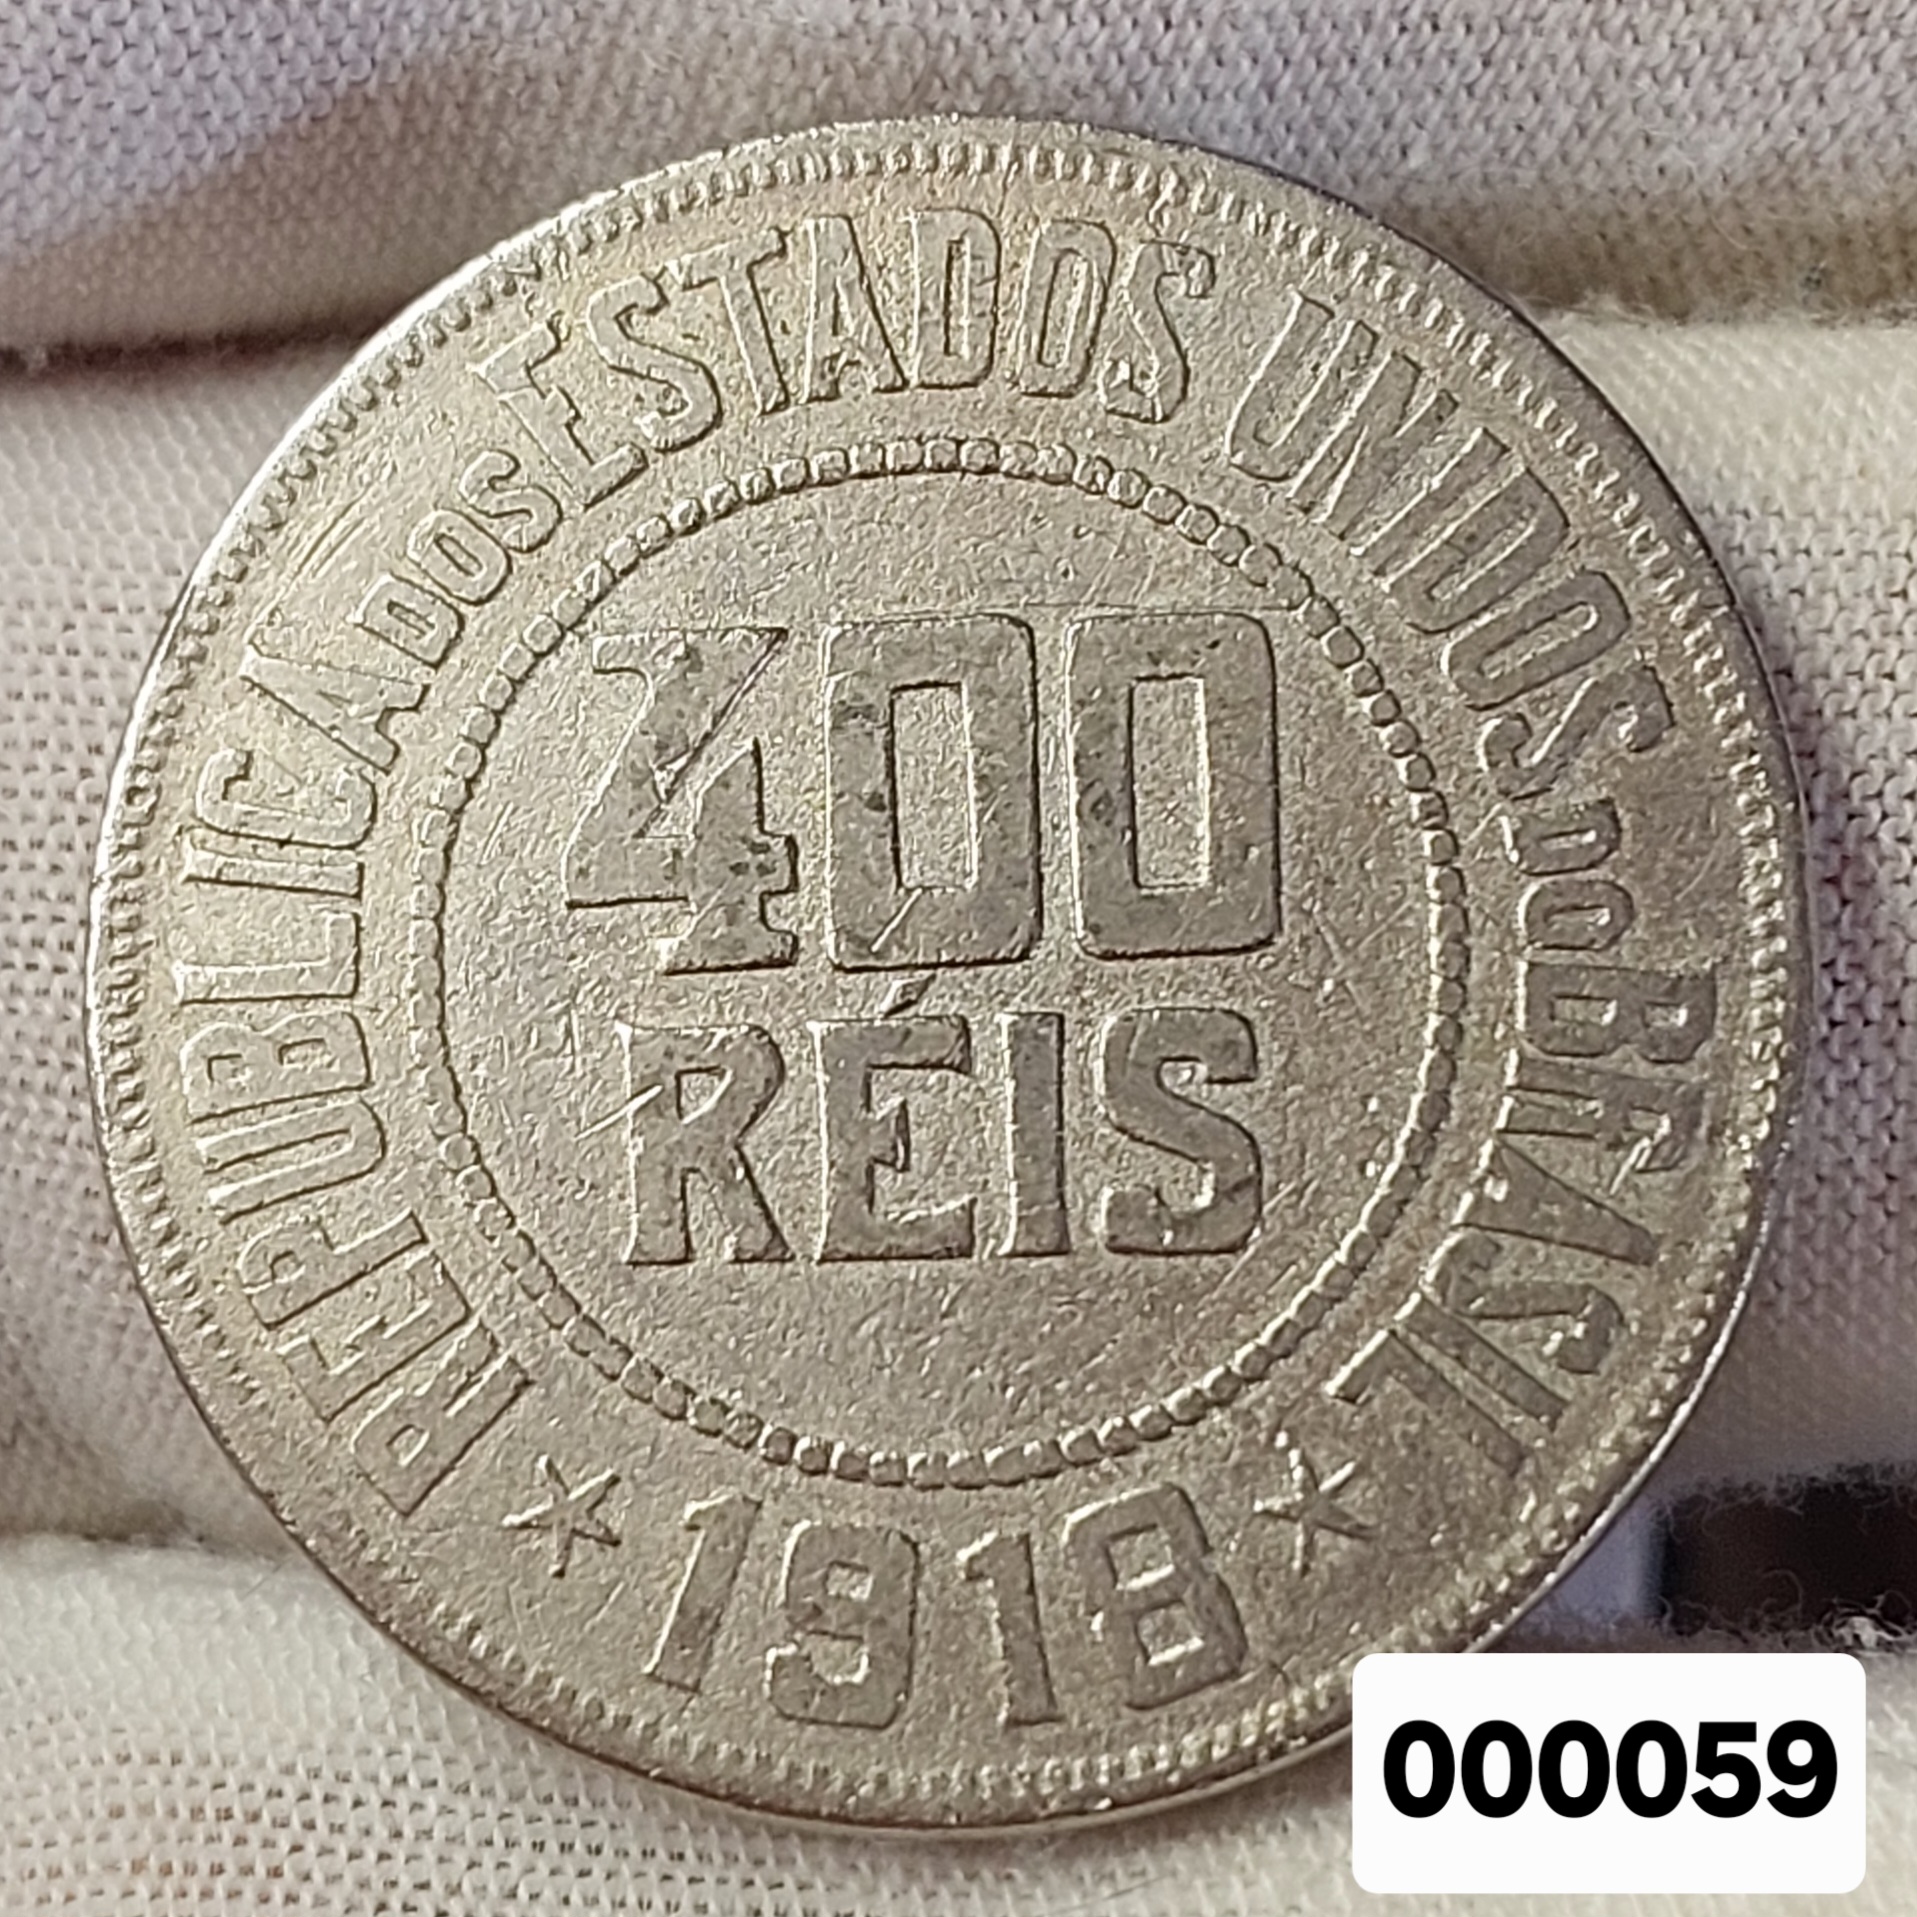 REPUBLICA DOS ESTADOS UNIDOS DO BRASIL
400
RÉIS
★ 1918 ★
000059